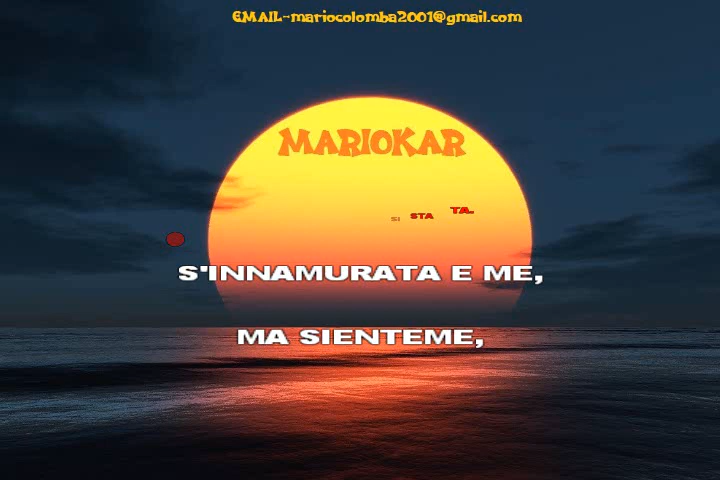 EMAIL-mariocolomba2001@gmail.com
MARIOKAR
SI STA TA.
S'INNAMURATA E ME,
MA SIENTEME,